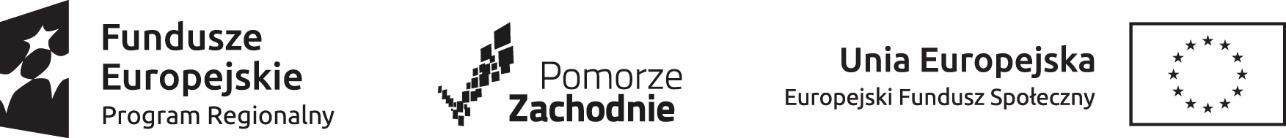 Fundusze
Europejskie
Program Regionalny
Pomorze
Zachodnie
Unia Europejska
Europejski Fundusz Społeczny